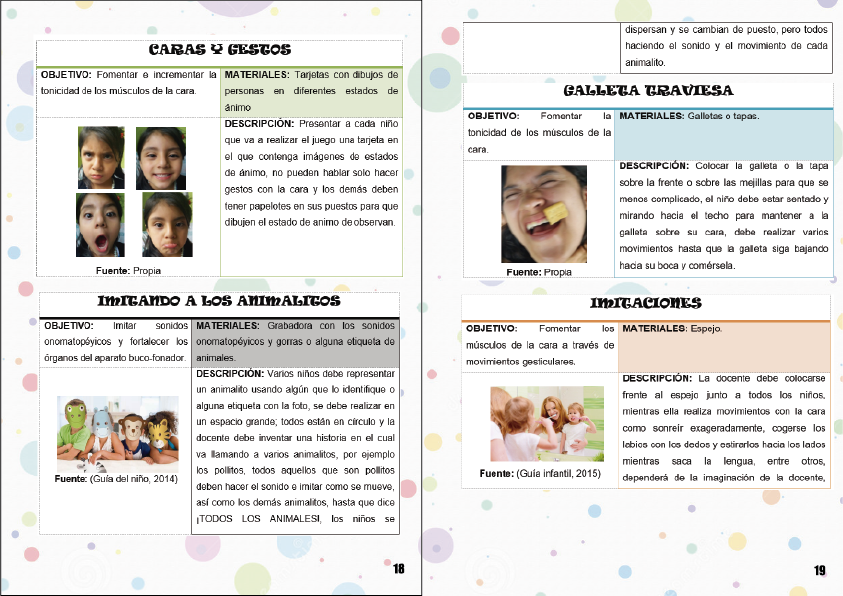 CARAS Y GESTOS
OBJETIVO: Fomentar e incrementar la
tonicidad de los músculos de la cara.
MATERIALES: Tarjetas con dibujos de
personas en diferentes estados de
ánimo
DESCRIPCIÓN: Presentar a cada niño
que va a realizar el juego una tarjeta en
el que contenga imágenes de estados
de ánimo, no pueden hablar solo hacer
gestos con la cara y los demás deben
tener papelotes en sus puestos para que
dibujen el estado de animo de observan.
Fuente: Propia
IMITANDO A LOS ANIMALITOS
OBJETIVO: Imitar sonidos
onomatopéyicos y fortalecer los
órganos del aparato buco-fonador.
MATERIALES: Grabadora con los sonidos
onomatopéyicos y gorras o alguna etiqueta de
animales.
DESCRIPCIÓN: Varios niños debe representar
un animalito usando algún que lo identifique o
alguna etiqueta con la foto, se debe realizar en
un espacio grande; todos están en círculo y la
docente debe inventar una historia en el cual
va llamando a varios animalitos, por ejemplo
los pollitos, todos aquellos que son pollitos
deben hacer el sonido e imitar como se mueve,
así como los demás animalitos, hasta que dice
¡TODOS LOS ANIMALES!, los niños se
Fuente: (Guía del niño, 2014)
18
dispersan y se cambian de puesto, pero todos
haciendo el sonido y el movimiento de cada
animalito.
GALLETA TRAVIESA
OBJETIVO: Fomentar la
tonicidad de los músculos de la
cara.
MATERIALES: Galletas o tapas.
DESCRIPCIÓN: Colocar la galleta o la tapa
sobre la frente o sobre las mejillas para que se
menos complicado, el niño debe estar sentado y
mirando hacia el techo para mantener a la
galleta sobre su cara, debe realizar varios
movimientos hasta que la galleta siga bajando
hacia su boca y comérsela.
Fuente: Propia
IMITACIONES
OBJETIVO: Fomentar los
músculos de la cara a través de
movimientos gesticulares.
MATERIALES: Espejo.
DESCRIPCIÓN: La docente debe colocarse
frente al espejo junto a todos los niños,
mientras ella realiza movimientos con la cara
como sonreír exageradamente, cogerse los
labios con los dedos y estirarlos hacia los lados
mientras saca la lengua, entre otros,
dependerá de la imaginación de la docente,
Fuente: (Guía infantil, 2015)
19